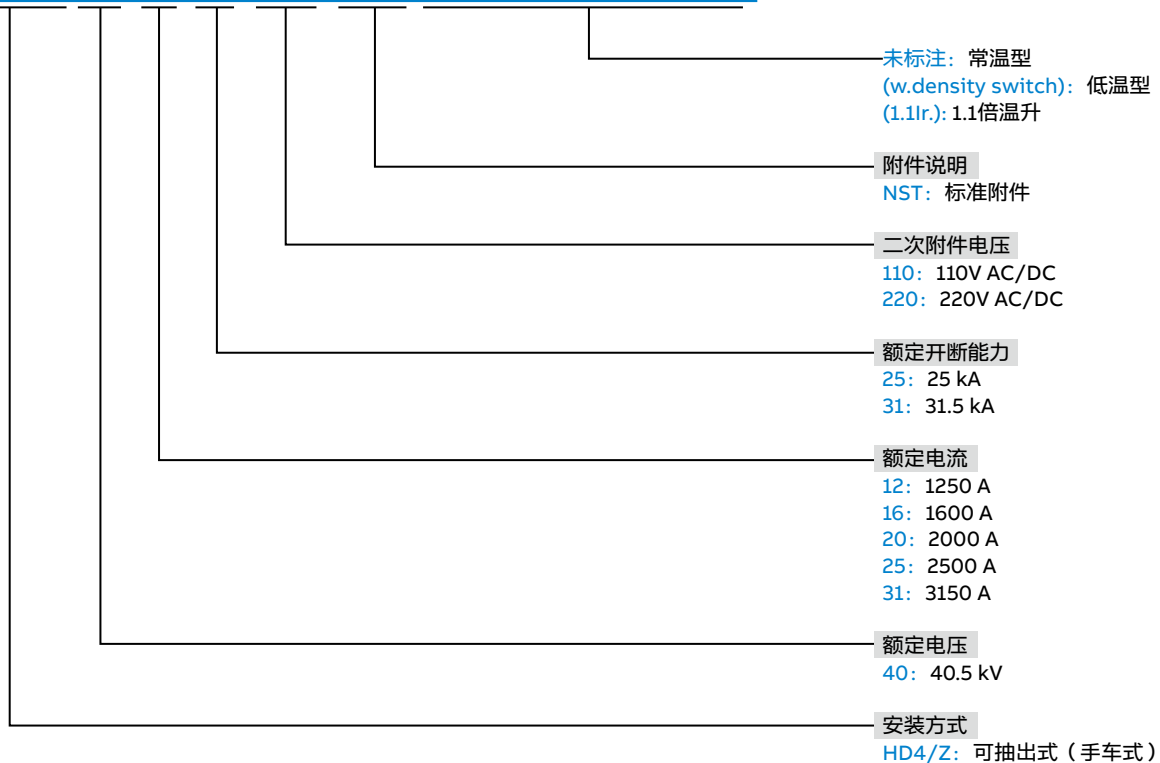 未标注：常温型
(w.density switch)：低温型
(1.1Ir.): 1.1倍温升
附件说明
NST：标准附件
二次附件电压
110：110V AC/DC
220：220V AC/DC
额定开断能力
25：25 kA
31：31.5 kA
额定电流
12：1250 A
16：1600 A
20：2000 A
25：2500 A
31：3150 A
额定电压
40：40.5 kV
安装方式
HD4/Z：可抽出式（手车式）